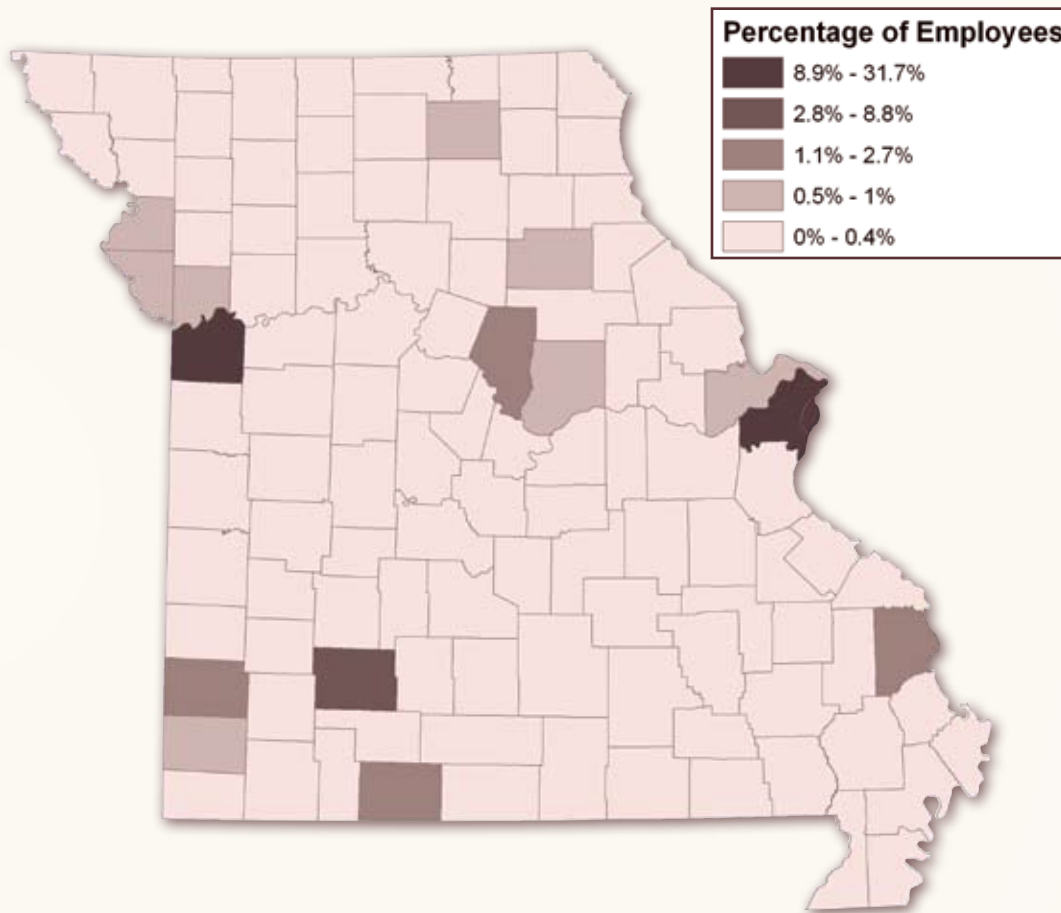 Percentage of Employees
8.9% - 31.7%
2.8% - 8.8%
1.1% - 2.7%
0.5% - 1%
0% - 0.4%